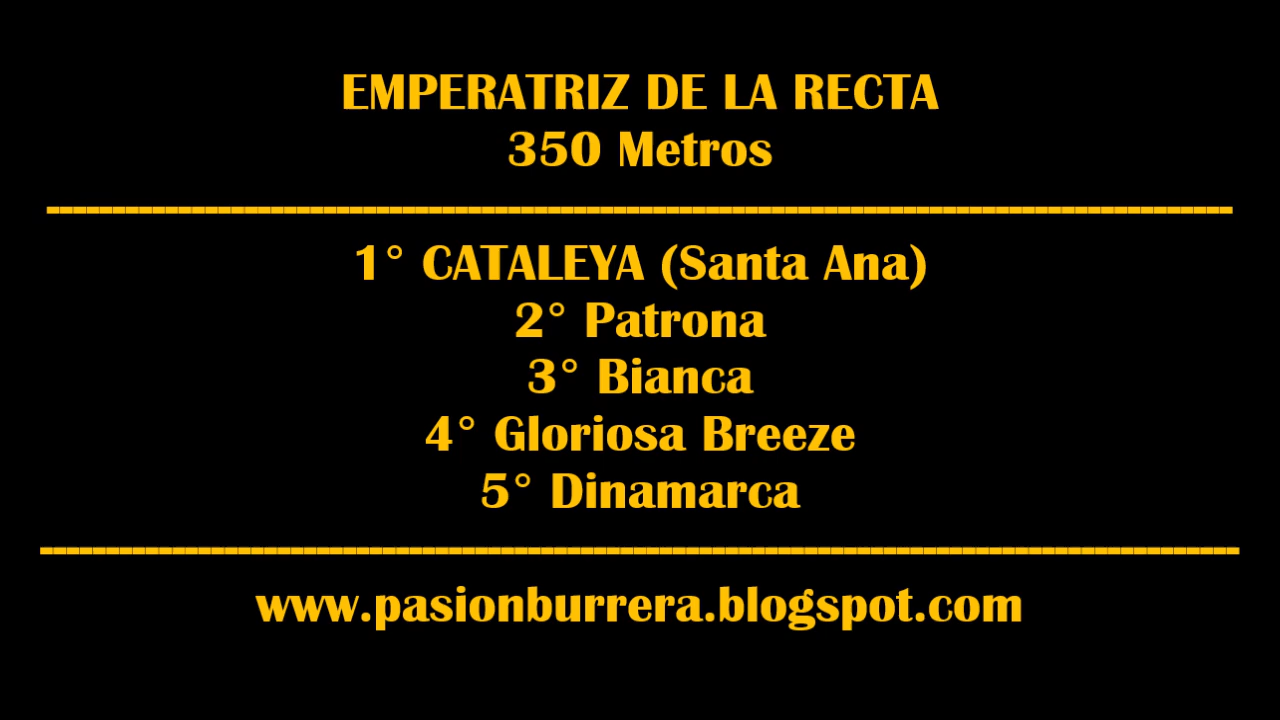 EMPERATRIZ DE LA RECTA
350 Metros
1° CATALEYA (Santa Ana)
2° Patrona
3° Bianca
4° Gloriosa Breeze
5° Dinamarca
www.pasionburrera.blogspot.com